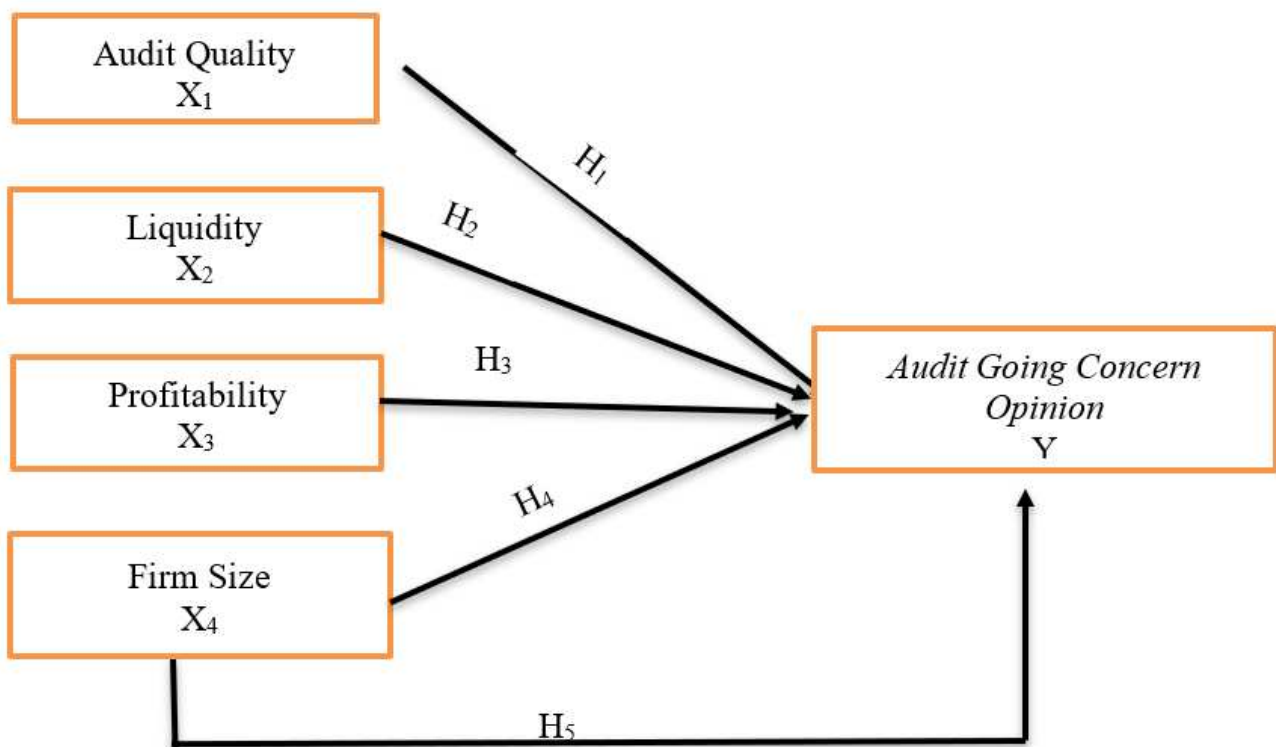 Audit Quality
X₁
H₁
Liquidity
X₂
H₂
Profitability
X₃
H₃
Audit Going Concern
Opinion
Y
Firm Size
X₄
H₄
H₅